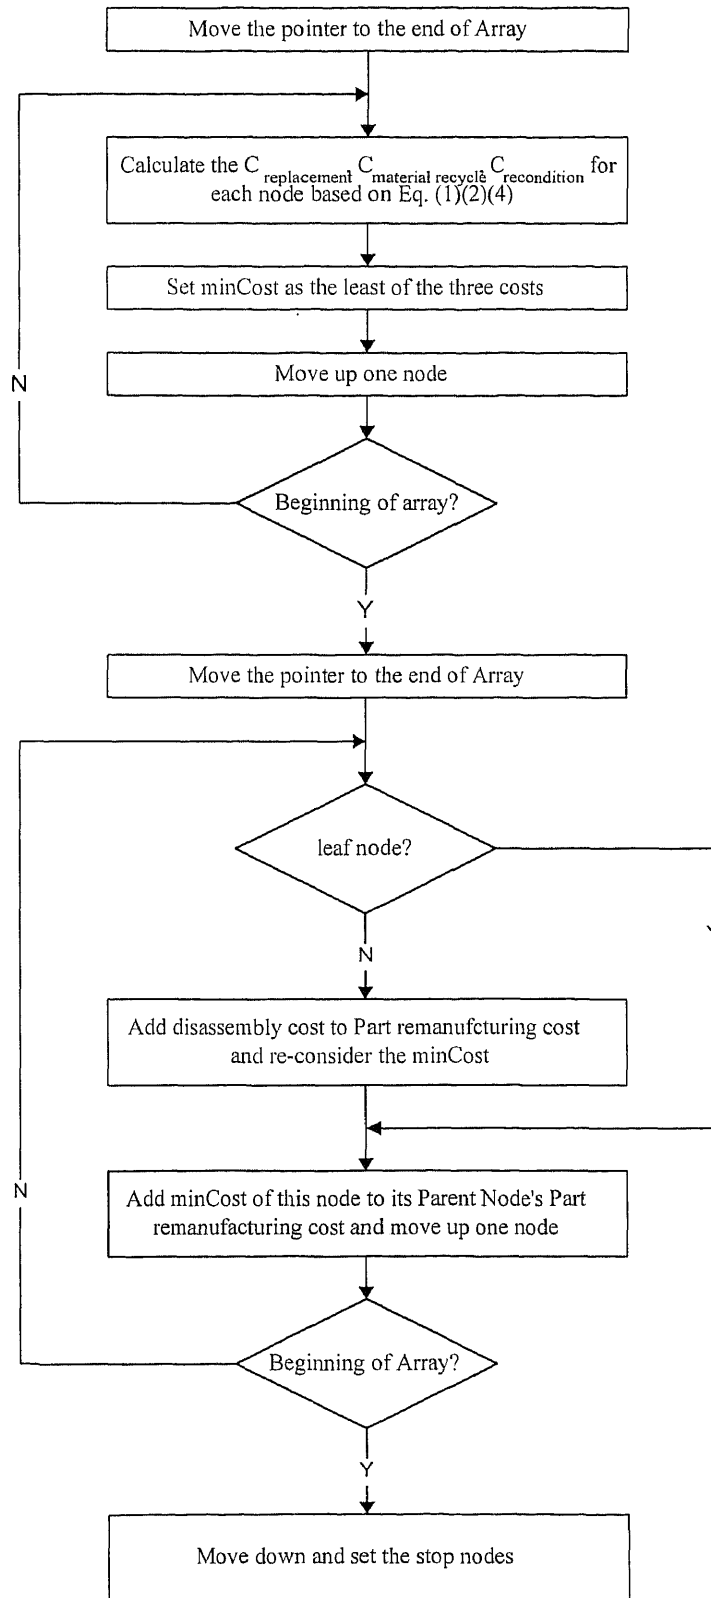 Move the pointer to the end of Array
Calculate the C replacement, C material recycle, C recondition for
each node based on Eq. (1)(2)(4)
Set minCost as the least of the three costs
Move up one node
N
Beginning of array?
Y
Move the pointer to the end of Array
leaf node?
N
Add disassembly cost to Part remanufcturing cost
and re-consider the minCost
N
Add minCost of this node to its Parent Node's Part
remanufacturing cost and move up one node
Beginning of Array?
Y
Move down and set the stop nodes